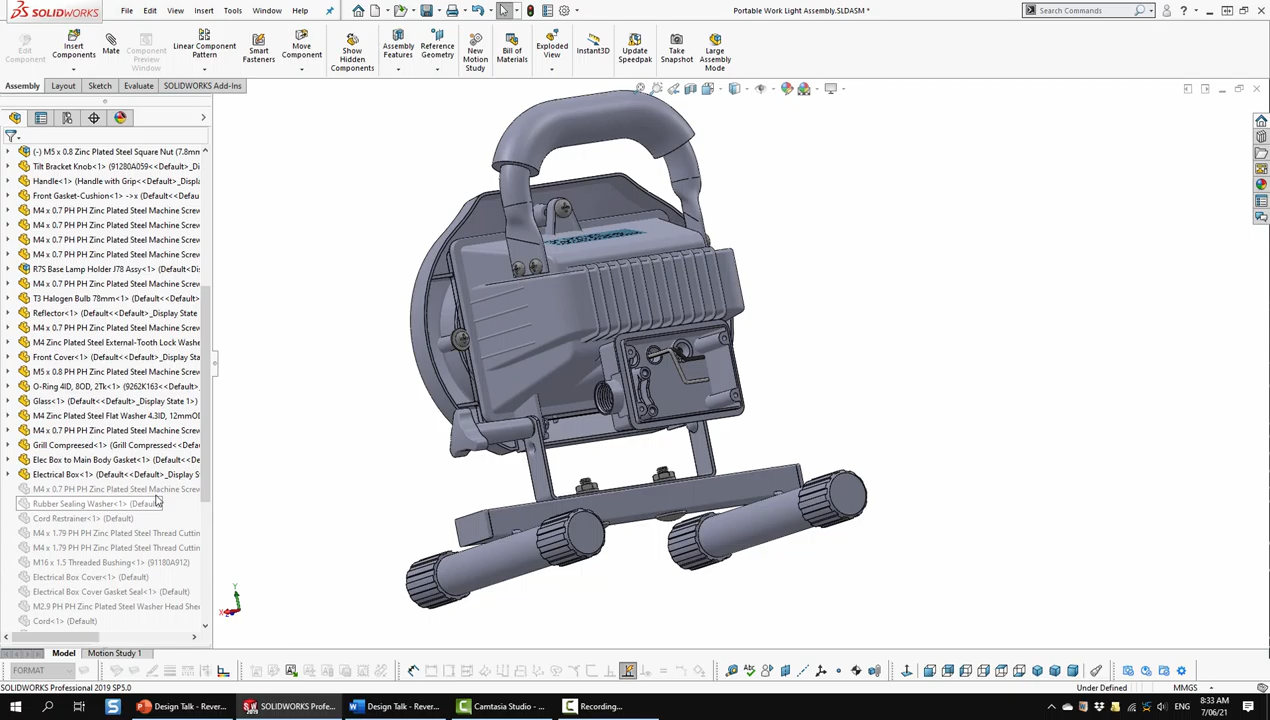 SOLIDWORKS
File Edit View Insert Tools Window Help
Portable Work Light Assembly.SLDASM *
Search Commands
Edit Component
Insert Components
Mate
Component Preview Window
Linear Component Pattern
Smart Fasteners
Move Component
Show Hidden Components
Assembly Features
Reference Geometry
New Motion Study
Bill of Materials
Exploded View
Instant3D
Update Speedpak
Take Snapshot
Large Assembly Mode
Assembly Layout Sketch Evaluate SOLIDWORKS Add-Ins
(-) M5 x 0.8 Zinc Plated Steel Square Nut (7.8mm
Tilt Bracket Knob<1> (91280A059<<Default>_Di
Handle<1> (Handle with Grip<<Default>_Displa
Front Gasket-Cushion<1> ->x (Default<<Defau
M4 x 0.7 PH PH Zinc Plated Steel Machine Screw
M4 x 0.7 PH PH Zinc Plated Steel Machine Screw
M4 x 0.7 PH PH Zinc Plated Steel Machine Screw
M4 x 0.7 PH PH Zinc Plated Steel Machine Screw
R7S Base Lamp Holder J78 Assy<1> (Default<Dis
M4 x 0.7 PH PH Zinc Plated Steel Machine Screw
T3 Halogen Bulb 78mm<1> (Default<<Default>
Reflector<1> (Default<<Default>_Display State
M4 x 0.7 PH PH Zinc Plated Steel Machine Screw
M4 Zinc Plated Steel External-Tooth Lock Washe
Front Cover<1> (Default<<Default>_Display Sta
M5 x 0.8 PH PH Zinc Plated Steel Machine Screw
O-Ring 4ID, 8OD, 2Tk<1> (9262K163<<Default>
Glass<1> (Default<<Default>_Display State 1>)
M4 Zinc Plated Steel Flat Washer 4.3ID, 12mmOD
M4 x 0.7 PH PH Zinc Plated Steel Machine Screw
Grill Compreesed<1> (Grill Compressed<<Defau
Elec Box to Main Body Gasket<1> (Default<<De
Electrical Box<1> (Default<<Default>_Display S
M4 x 0.7 PH PH Zinc Plated Steel Machine Screw
Rubber Sealing Washer<1> (Default)
Cord Restrainer<1> (Default)
M4 x 1.79 PH PH Zinc Plated Steel Thread Cuttin
M4 x 1.79 PH PH Zinc Plated Steel Thread Cuttin
M16 x 1.5 Threaded Bushing<1> (91180A912)
Electrical Box Cover<1> (Default)
Electrical Box Cover Gasket Seal<1> (Default)
M2.9 PH PH Zinc Plated Steel Washer Head Shee
Cord<1> (Default)
Y
X
Z
Model Motion Study 1
FORMAT
SOLIDWORKS Professional 2019 SP5.0
Under Defined
MMGS
Design Talk - Rever...
SOLIDWORKS Profe...
Design Talk - Rever...
Camtasia Studio - ...
Recording...
ENG
8:33 AM
7/06/21